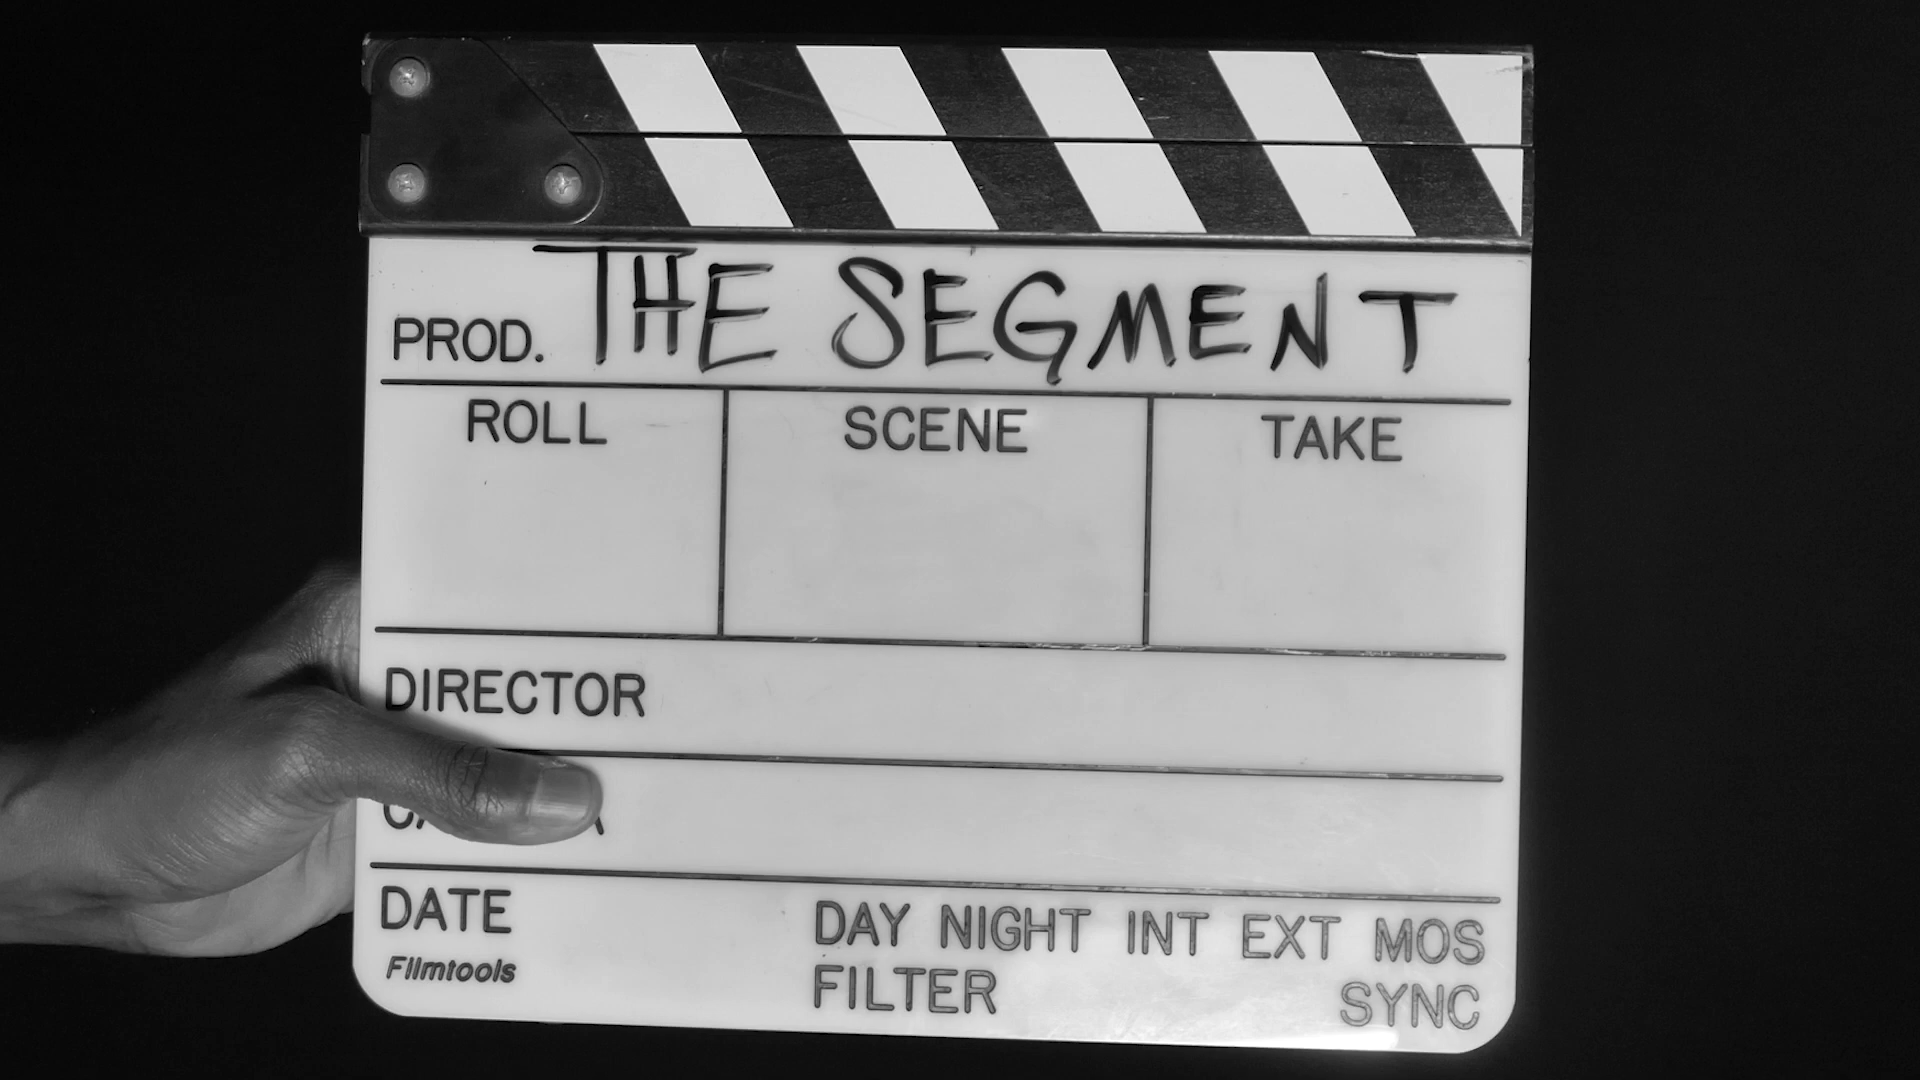 PROD. THE SEGMENT
ROLL SCENE TAKE
DIRECTOR
DATE DAY NIGHT INT EXT MOS
Filmtools FILTER SYNC